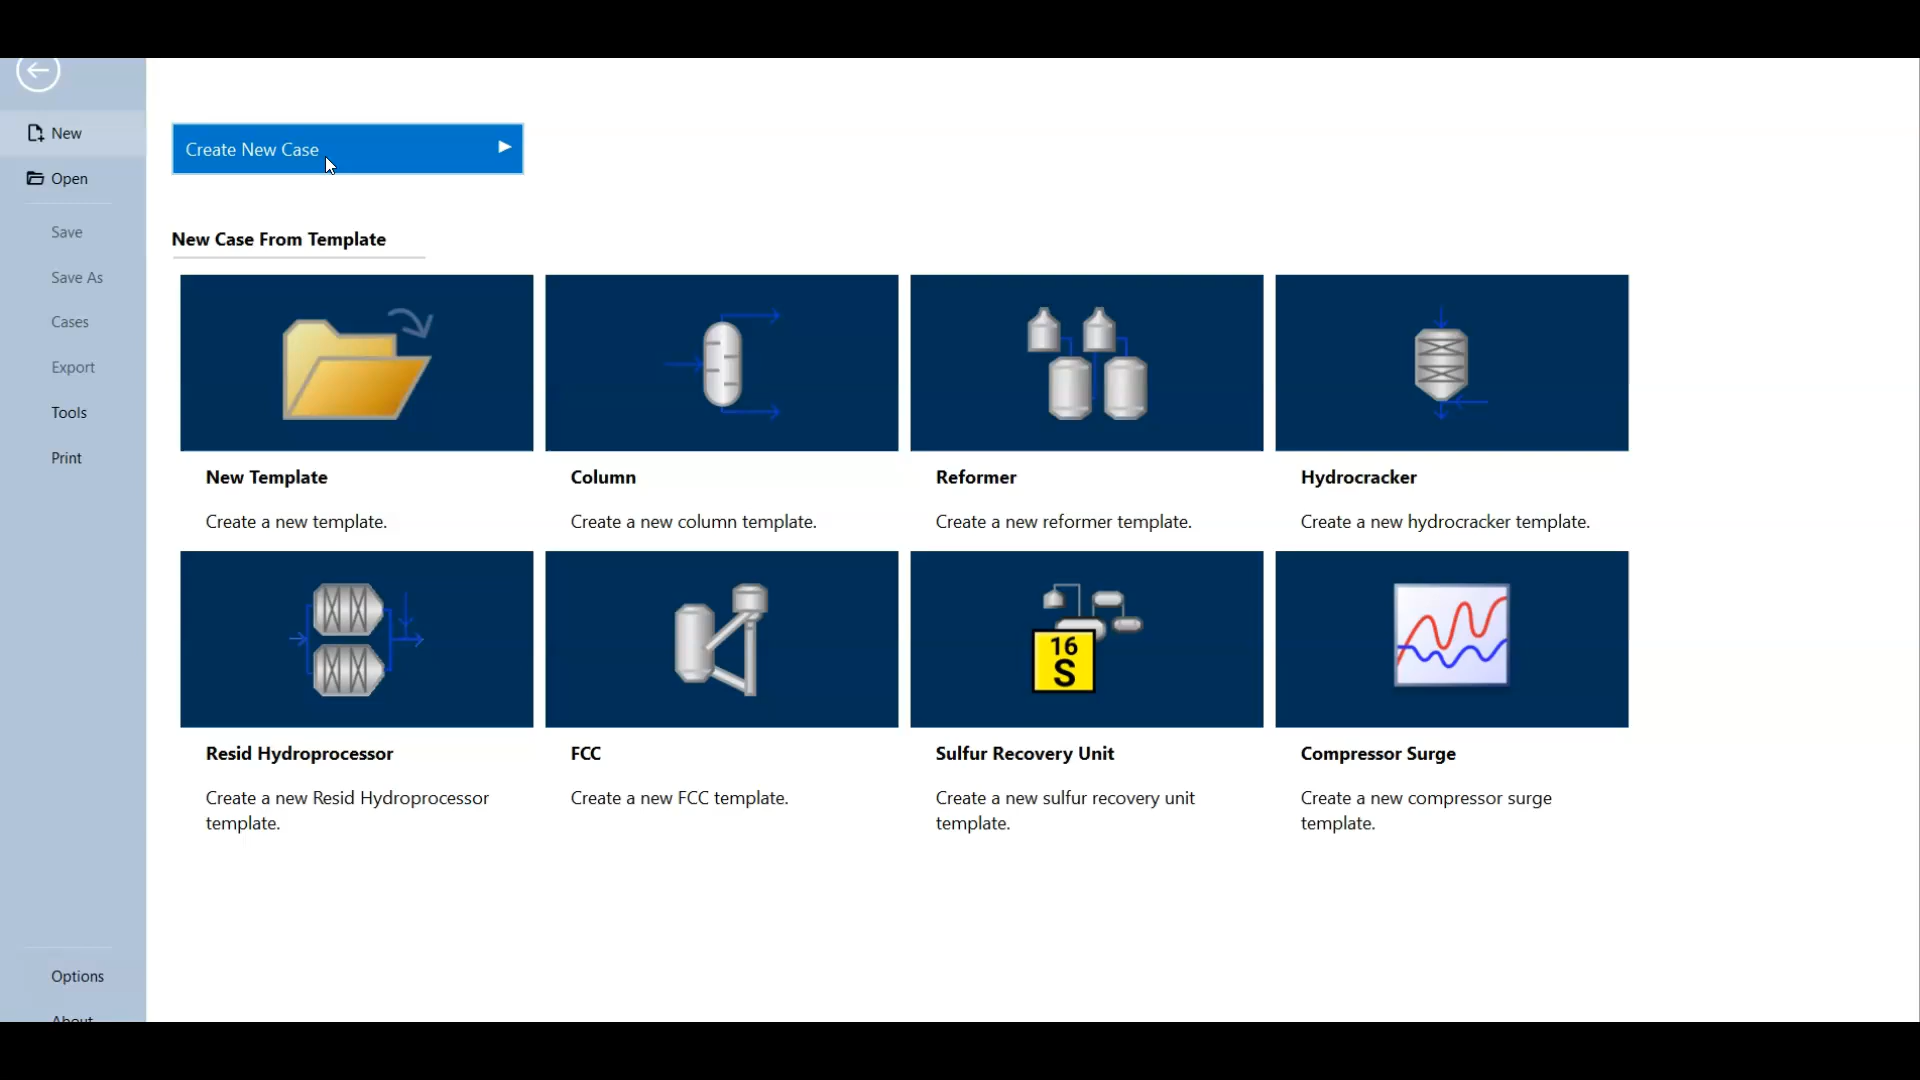 New
Open
Save
Save As
Cases
Export
Tools
Print
Options
About
Create New Case
New Case From Template
New Template
Create a new template.
Column
Create a new column template.
Reformer
Create a new reformer template.
Hydrocracker
Create a new hydrocracker template.
Resid Hydroprocessor
Create a new Resid Hydroprocessor
template.
FCC
Create a new FCC template.
16
S
Sulfur Recovery Unit
Create a new sulfur recovery unit
template.
Compressor Surge
Create a new compressor surge
template.